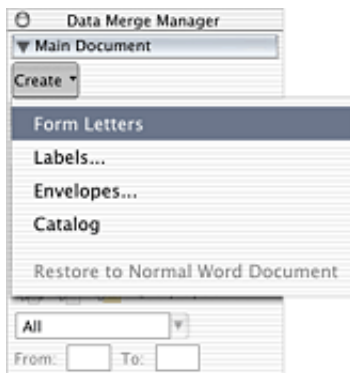 Data Merge Manager
Main Document
Create
Form Letters
Labels...
Envelopes...
Catalog
Restore to Normal Word Document
All
From: To: